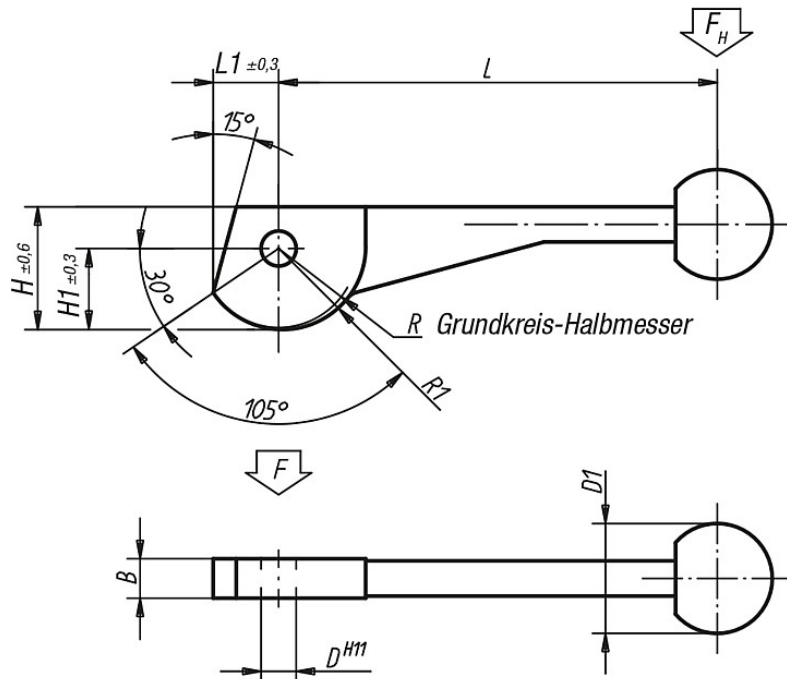 F_H
L1 ±0,3
L
15°
H ±0,6
H1 ±0,3
30°
R Grundkreis-Halbmesser
R1
105°
F
D1
B
D^H11